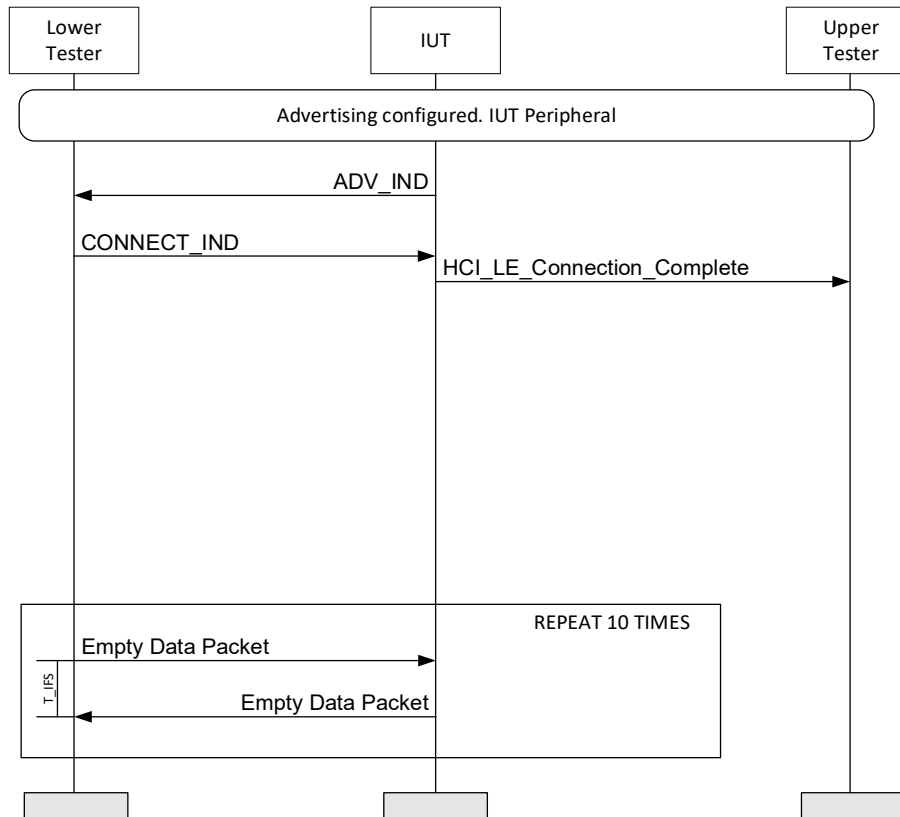 Lower
Tester
IUT
Upper
Tester
Advertising configured. IUT Peripheral
ADV_IND
CONNECT_IND
HCI_LE_Connection_Complete
REPEAT 10 TIMES
Empty Data Packet
T_IFS
Empty Data Packet